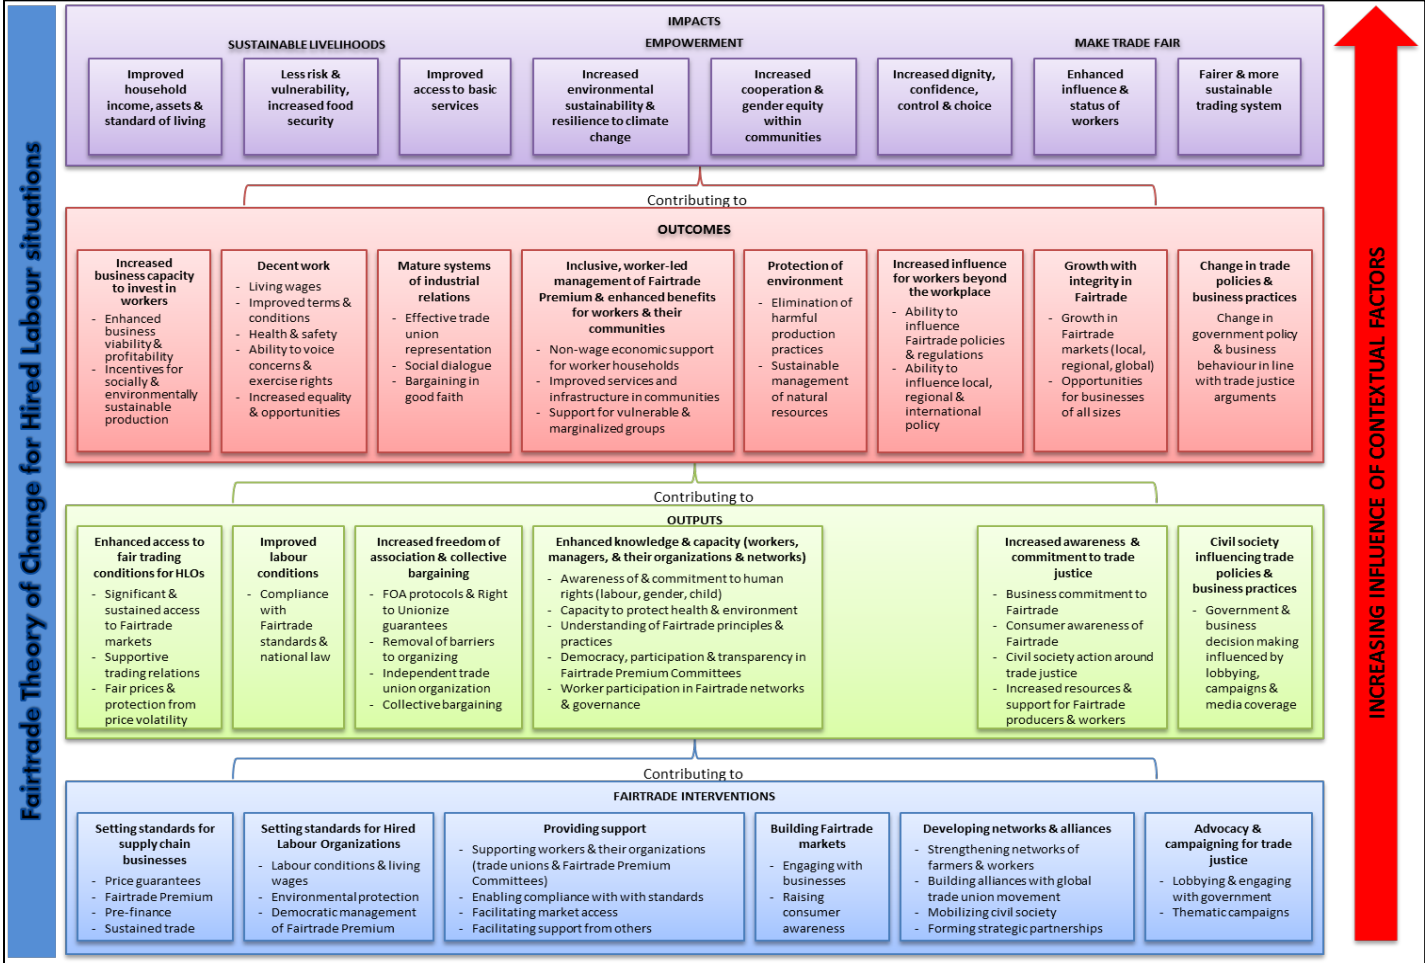 Fairtrade Theory of Change for Hired Labour situations
IMPACTS
SUSTAINABLE LIVELIHOODS
EMPOWERMENT
MAKE TRADE FAIR
Improved
household
income, assets &
standard of living
Less risk &
vulnerability,
increased food
security
Improved
access to basic
services
Increased
environmental
sustainability &
resilience to climate
change
Increased
cooperation &
gender equity
within
communities
Increased dignity,
confidence,
control & choice
Enhanced
influence &
status of
workers
Fairer & more
sustainable
trading system
Contributing to
OUTCOMES
Increased
business capacity
to invest in
workers
- Enhanced
business
viability &
profitability
- Incentives for
socially &
environmentally
sustainable
production
Decent work
- Living wages
- Improved terms &
conditions
- Health & safety
- Ability to voice
concerns &
exercise rights
- Increased equality
& opportunities
Mature systems
of industrial
relations
- Effective trade
union
representation
- Social dialogue
- Bargaining in
good faith
Inclusive, worker-led
management of Fairtrade
Premium & enhanced benefits
for workers & their
communities
- Non-wage economic support
for worker households
- Improved services and
infrastructure in communities
- Support for vulnerable &
marginalized groups
Protection of
environment
- Elimination of
harmful
production
practices
- Sustainable
management
of natural
resources
Increased influence
for workers beyond
the workplace
- Ability to
influence
Fairtrade policies
& regulations
- Ability to
influence local,
regional &
international
policy
Growth with
integrity in
Fairtrade
- Growth in
Fairtrade
markets (local,
regional, global)
- Opportunities
for businesses
of all sizes
Change in trade
policies &
business practices
Change in
government policy
& business
behaviour in line
with trade justice
arguments
Contributing to
OUTPUTS
Enhanced access to
fair trading
conditions for HLOs
- Significant &
sustained access
to Fairtrade
markets
- Supportive
trading relations
- Fair prices &
protection from
price volatility
Improved
labour
conditions
- Compliance
with
Fairtrade
standards &
national law
Increased freedom of
association & collective
bargaining
- FOA protocols & Right
to Unionize
guarantees
- Removal of barriers
to organizing
- Independent trade
union organization
- Collective bargaining
Enhanced knowledge & capacity (workers,
managers, & their organizations & networks)
- Awareness of & commitment to human
rights (labour, gender, child)
- Capacity to protect health & environment
- Understanding of Fairtrade principles &
practices
- Democracy, participation & transparency in
Fairtrade Premium Committees
- Worker participation in Fairtrade networks
& governance
Increased awareness &
commitment to trade
justice
- Business commitment to
Fairtrade
- Consumer awareness of
Fairtrade
- Civil society action around
trade justice
- Increased resources &
support for Fairtrade
producers & workers
Civil society
influencing trade
policies &
business practices
- Government &
business
decision making
influenced by
lobbying,
campaigns &
media coverage
Contributing to
FAIRTRADE INTERVENTIONS
Setting standards for
supply chain
businesses
- Price guarantees
- Fairtrade Premium
- Pre-finance
- Sustained trade
Setting standards for Hired
Labour Organizations
- Labour conditions & living
wages
- Environmental protection
- Democratic management
of Fairtrade Premium
Providing support
- Supporting workers & their organizations
(trade unions & Fairtrade Premium
Committees)
- Enabling compliance with with standards
- Facilitating market access
- Facilitating support from others
Building Fairtrade
markets
- Engaging with
businesses
- Raising
consumer
awareness
Developing networks & alliances
- Strengthening networks of
farmers & workers
- Building alliances with global
trade union movement
- Mobilizing civil society
- Forming strategic partnerships
Advocacy &
campaigning for trade
justice
- Lobbying & engaging
with government
- Thematic campaigns
INCREASING INFLUENCE OF CONTEXTUAL FACTORS